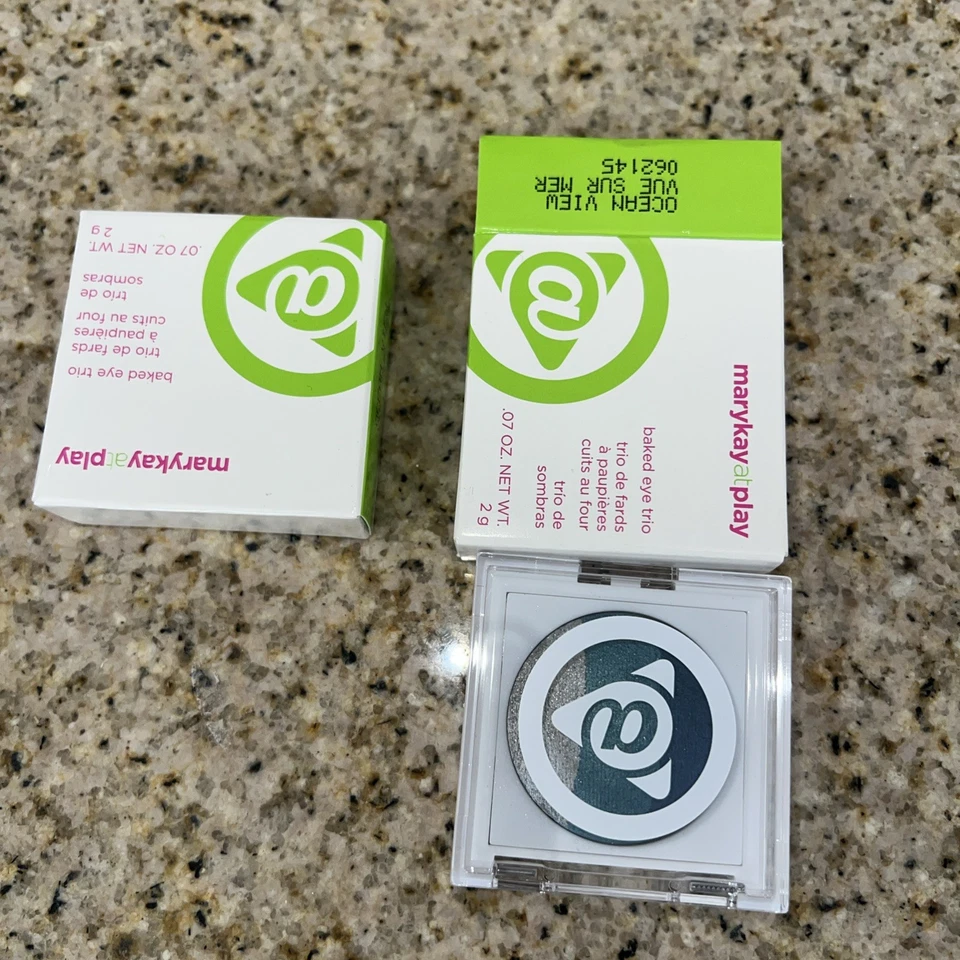 .07 OZ. NET WT.
2 g
trio de
sombras
trio de fards
à paupières
cuits au four
baked eye trio
marykayatplay
@
OCEAN VIEW
VUE SUR MER
062145
@
marykayatplay
baked eye trio
trio de fards
à paupières
cuits au four
trio de
sombras
.07 OZ. NET WT.
2 g
@